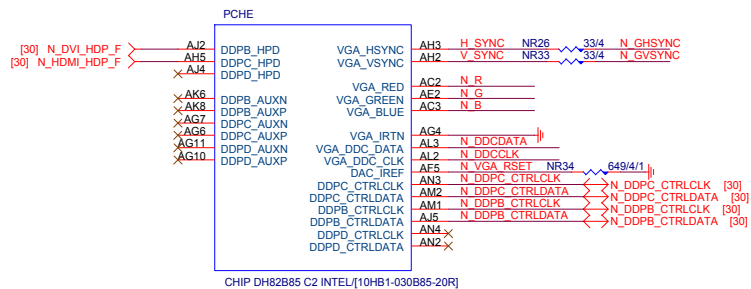 PCHE
[30] N_DVI_HDP_F AJ2 DDPB_HPD VGA_HSYNC AH3 H_SYNC NR26 33/4 N_GHSYNC
[30] N_HDMI_HDP_F AH5 DDPC_HPD VGA_VSYNC AH2 V_SYNC NR33 33/4 N_GVSYNC
AJ4 DDPD_HPD
VGA_RED AC2 N_R
AK6 DDPB_AUXN VGA_GREEN AE2 N_G
AK8 DDPB_AUXP VGA_BLUE AC3 N_B
AG7 DDPC_AUXN
AG6 DDPC_AUXP VGA_IRTN AG4
AG11 DDPD_AUXN VGA_DDC_DATA AL3 N_DDCDATA
AG10 DDPD_AUXP VGA_DDC_CLK AL2 N_DDCCLK
DAC_IREF AF5 N_VGA_RSET NR34 649/4/1
DDPC_CTRLCLK AN3 N_DDPC_CTRLCLK N_DDPC_CTRLCLK [30]
DDPC_CTRLDATA AM2 N_DDPC_CTRLDATA N_DDPC_CTRLDATA [30]
DDPB_CTRLCLK AM1 N_DDPB_CTRLCLK N_DDPB_CTRLCLK [30]
DDPB_CTRLDATA AJ5 N_DDPB_CTRLDATA N_DDPB_CTRLDATA [30]
DDPD_CTRLCLK AN4
DDPD_CTRLDATA AN2
CHIP DH82B85 C2 INTEL/[10HB1-030B85-20R]